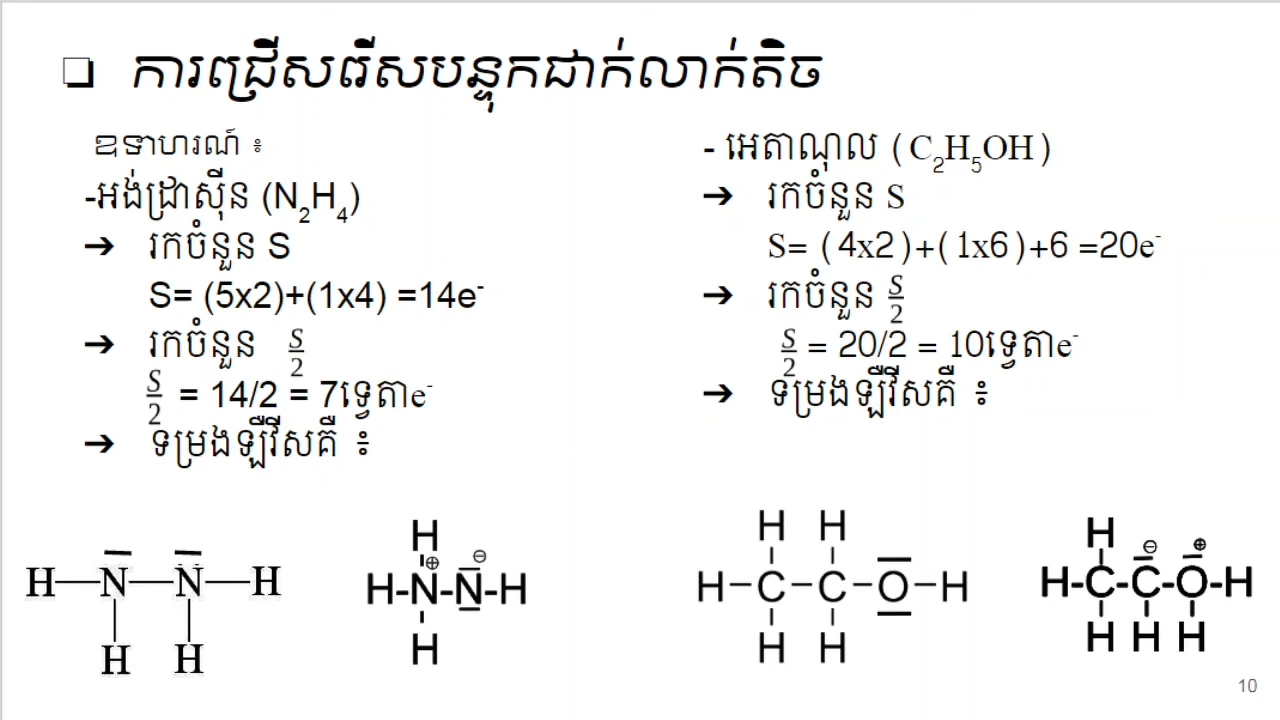 ❏ ការជ្រើសរើសបន្ទុកជាក់លាក់តិច
ឧទាហរណ៍ ៖
-អង់ដ្រាស៊ីន (N₂H₄)
➔ រកចំនួន S
S= (5x2)+(1x4) =14e⁻
➔ រកចំនួន S/2
S/2 = 14/2 = 7ទ្វេតាe⁻
➔ ទម្រងឡឺវីសគឺ ៖
H—N—N—H
H H
H
H-N⊕-N⊖-H
H
- អេតាណុល (C₂H₅OH)
➔ រកចំនួន S
S= (4x2)+(1x6)+6 =20e⁻
➔ រកចំនួន S/2
S/2 = 20/2 = 10ទ្វេតាe⁻
➔ ទម្រងឡឺវីសគឺ ៖
H H
H–C–C–O–H
H H
H
H-C-C⊖-O⊕-H
H H H
10